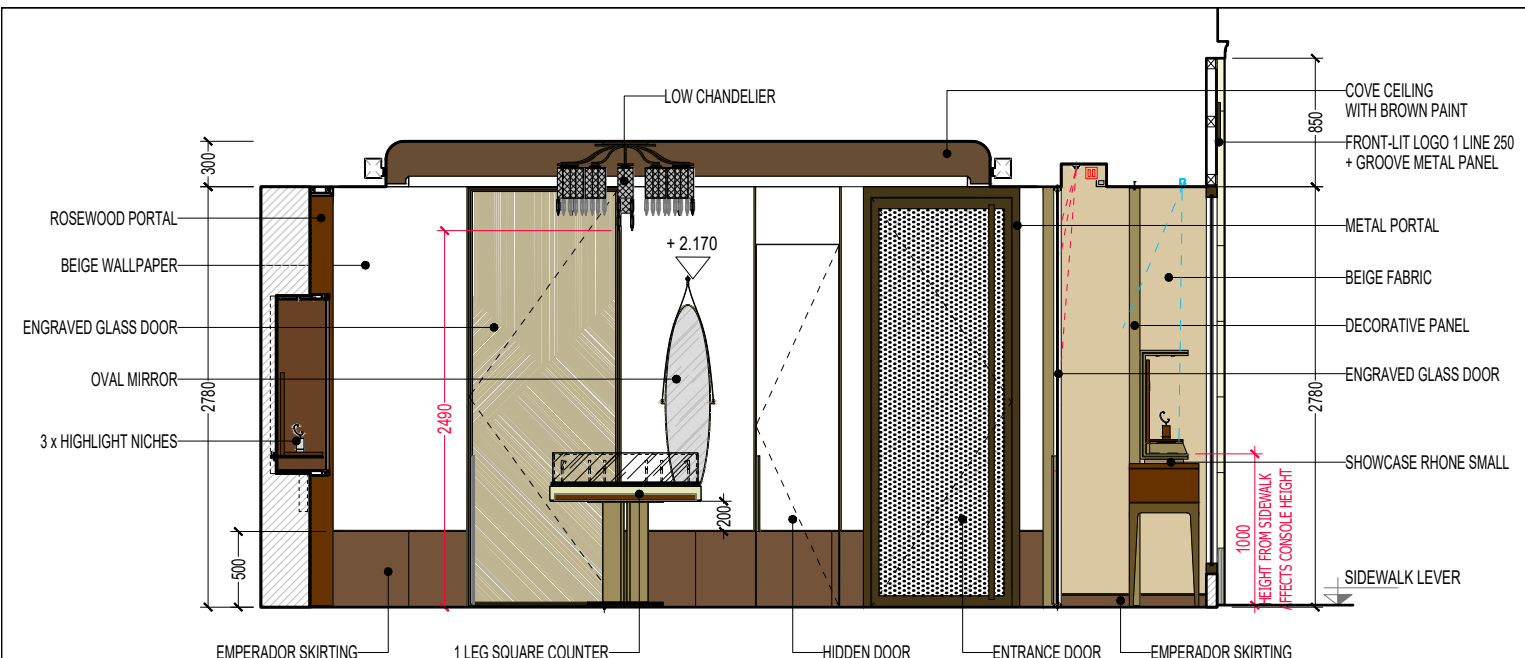 LOW CHANDELIER
COVE CEILING
WITH BROWN PAINT
850
FRONT-LIT LOGO 1 LINE 250
+ GROOVE METAL PANEL
300
ROSEWOOD PORTAL
METAL PORTAL
+ 2.170
BEIGE WALLPAPER
BEIGE FABRIC
ENGRAVED GLASS DOOR
DECORATIVE PANEL
OVAL MIRROR
ENGRAVED GLASS DOOR
2780
2490
2780
3 x HIGHLIGHT NICHES
SHOWCASE RHONE SMALL
200
500
1000
HEIGHT FROM SIDEWALK
AFFECTS CONSOLE HEIGHT
SIDEWALK LEVER
EMPERADOR SKIRTING
1 LEG SQUARE COUNTER
HIDDEN DOOR
ENTRANCE DOOR
EMPERADOR SKIRTING